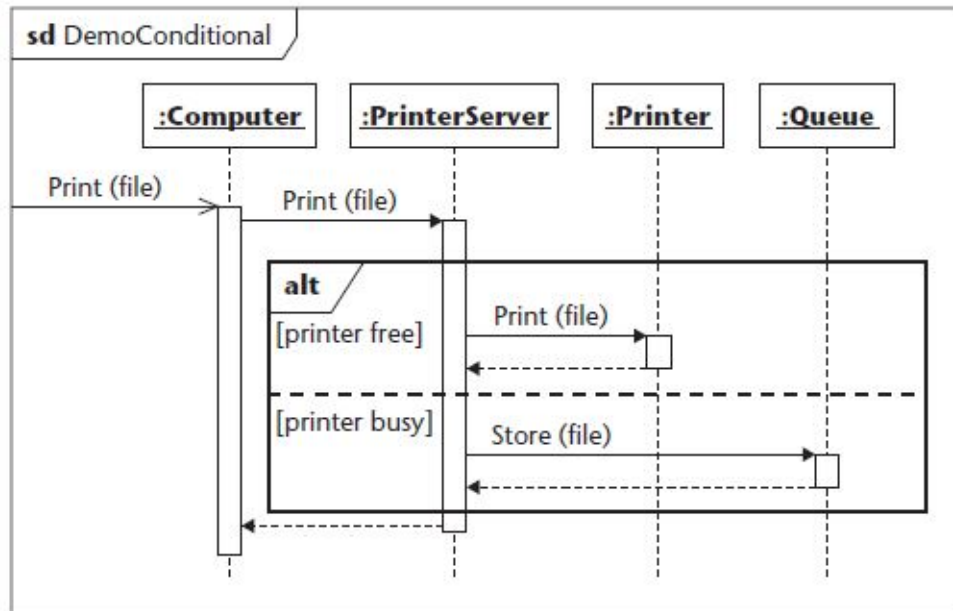 sd DemoConditional
:Computer
:PrinterServer
:Printer
:Queue
Print (file)
Print (file)
alt
[printer free]
Print (file)
[printer busy]
Store (file)